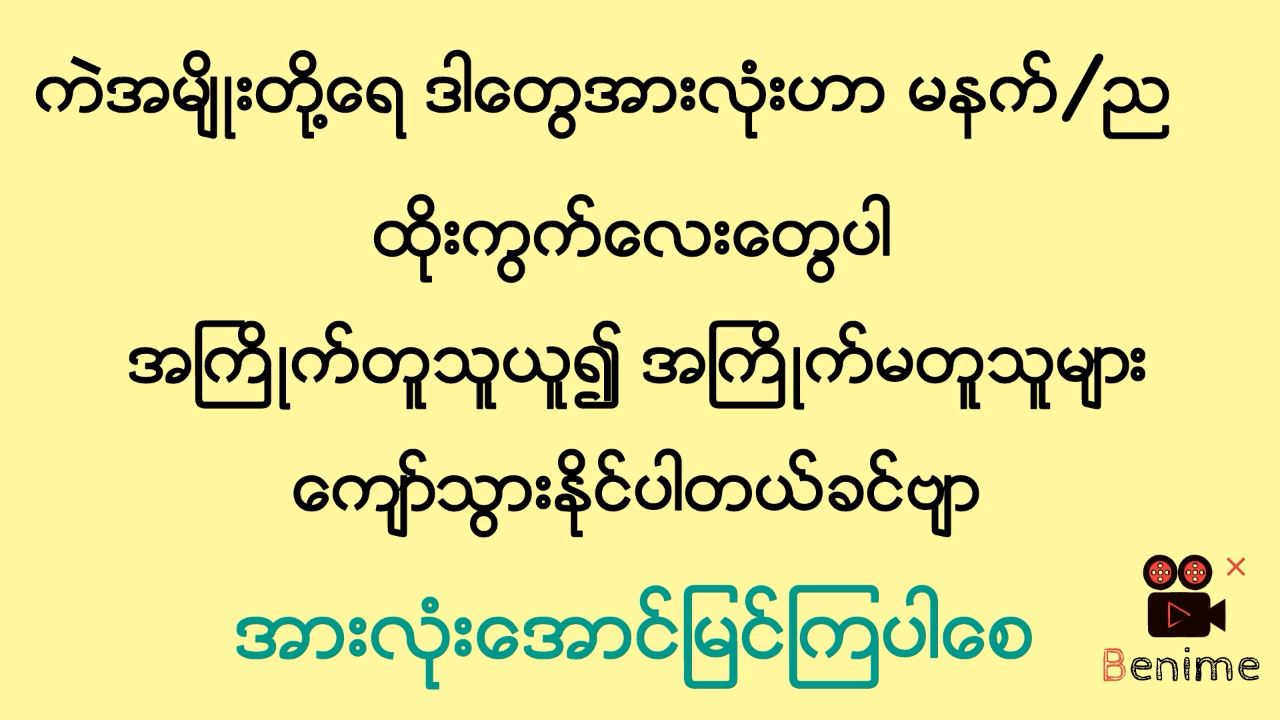 ကဲအမျိုးတို့ရေ ဒါတွေအားလုံးဟာ မနက်/ည
ထိုးကွက်လေးတွေပါ
အကြိုက်တူသူယူ၍ အကြိုက်မတူသူများ
ကျော်သွားနိုင်ပါတယ်ခင်ဗျာ
အားလုံးအောင်မြင်ကြပါစေ
Benime